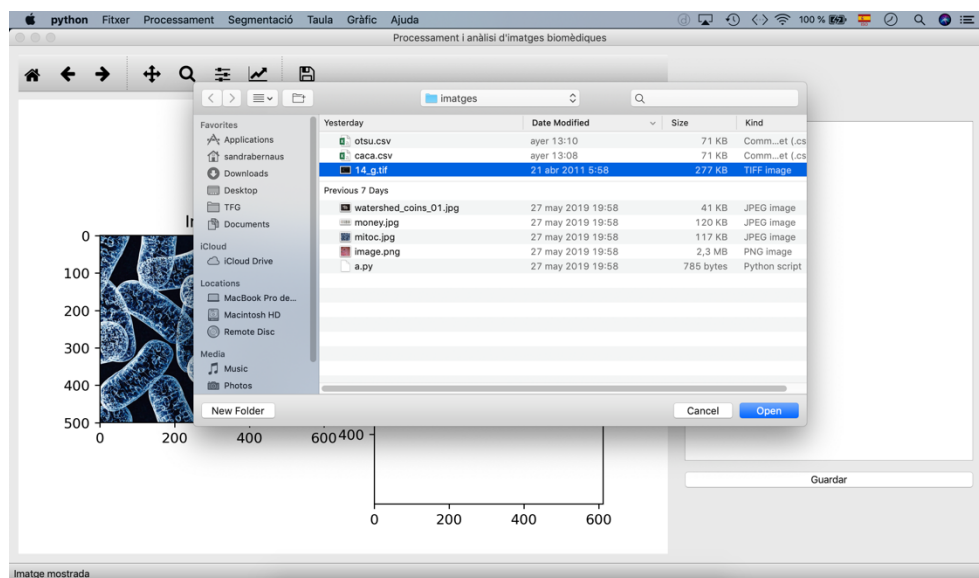 python Fitxer Processament Segmentació Taula Gràfic Ajuda 100 %
Processament i anàlisi d'imatges biomèdiques
imatges
Favorites
Applications
sandrabernaus
Downloads
Desktop
TFG
Documents
iCloud
iCloud Drive
Locations
MacBook Pro de...
Macintosh HD
Remote Disc
Media
Music
Photos
Yesterday Date Modified Size Kind
otsu.csv ayer 13:10 71 KB Comm...et (.cs
caca.csv ayer 13:08 71 KB Comm...et (.cs
14_g.tif 21 abr 2011 5:58 277 KB TIFF image
Previous 7 Days
watershed_coins_01.jpg 27 may 2019 19:58 41 KB JPEG image
money.jpg 27 may 2019 19:58 120 KB JPEG image
mitoc.jpg 27 may 2019 19:58 117 KB JPEG image
image.png 27 may 2019 19:58 2,3 MB PNG image
a.py 27 may 2019 19:58 785 bytes Python script
New Folder Cancel Open
0
100
200
300
400
500
0 200 400 600
400
0 200 400 600
Guardar
Imatge mostrada